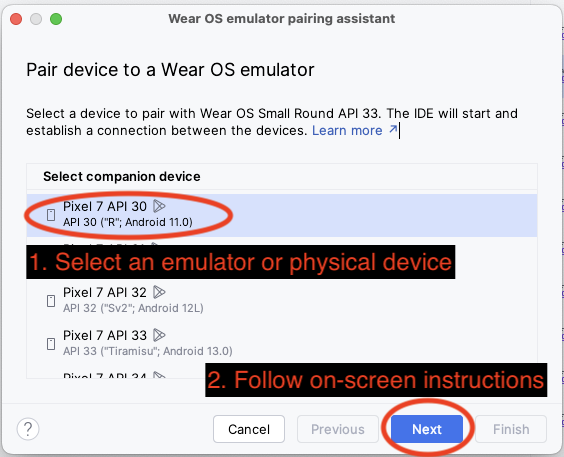 Wear OS emulator pairing assistant
Pair device to a Wear OS emulator
Select a device to pair with Wear OS Small Round API 33. The IDE will start and
establish a connection between the devices. Learn more ↗
Select companion device
Pixel 7 API 30
API 30 ("R"; Android 11.0)
1. Select an emulator or physical device
Pixel 7 API 32
API 32 ("Sv2"; Android 12L)
Pixel 7 API 33
API 33 ("Tiramisu"; Android 13.0)
Pixel 7 API 34
2. Follow on-screen instructions
? Cancel Previous Next Finish